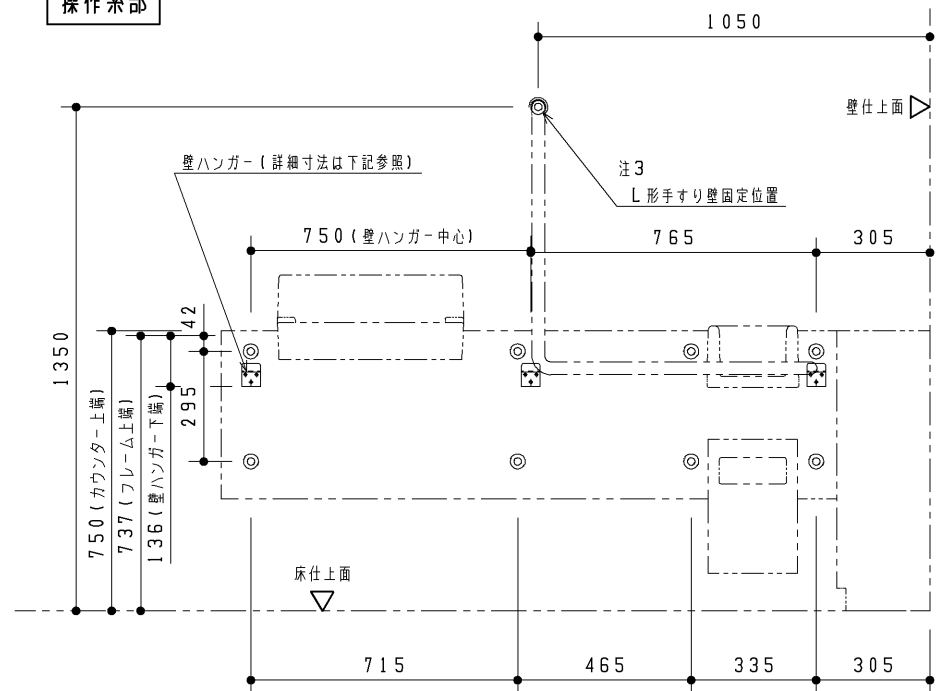 操作系部
1050
壁仕上面
壁ハンガー(詳細寸法は下記参照)
注3
L形手すり壁固定位置
750(壁ハンガー中心)
765
305
42
1350
295
750(カウンター上端)
737(フレーム上端)
136(壁ハンガー下端)
床仕上面
715
465
335
305